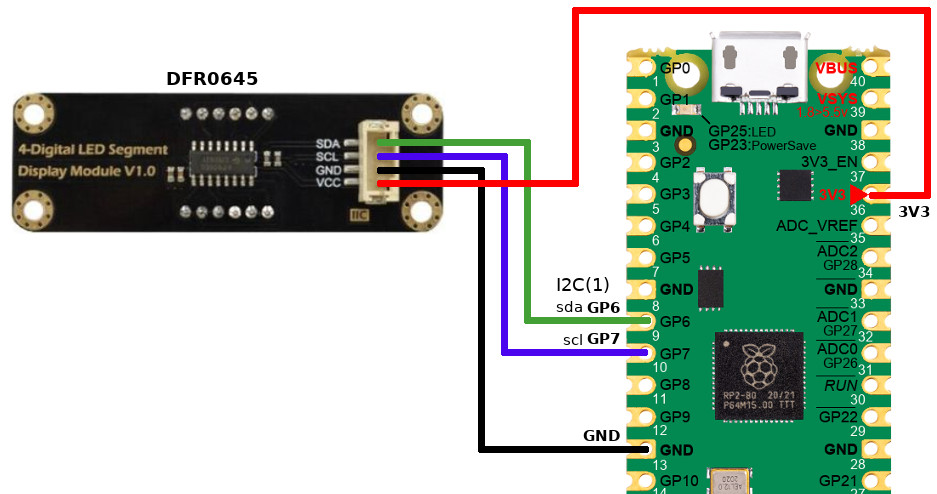 DFR0645
4-Digital LED Segment
Display Module V1.0
SDA
SCL
GND
VCC
IIC
I2C(1)
sda GP6
scl GP7
GND
3V3
GP0
1
GP1
2
GND
3
GP2
4
GP3
5
GP4
6
GP5
7
GND
8
GP6
9
GP7
10
GP8
11
GP9
12
GND
13
GP10
14
GP25:LED
GP23:PowerSave
RP2-B0 20/21
P64M15.00 TTT
VBUS
40
VSYS
1.8~5.5V
39
GND
38
3V3_EN
37
3V3
36
ADC_VREF
35
ADC2
GP28
34
GND
33
ADC1
GP27
32
ADC0
GP26
31
RUN
30
GP22
29
GND
28
GP21
27